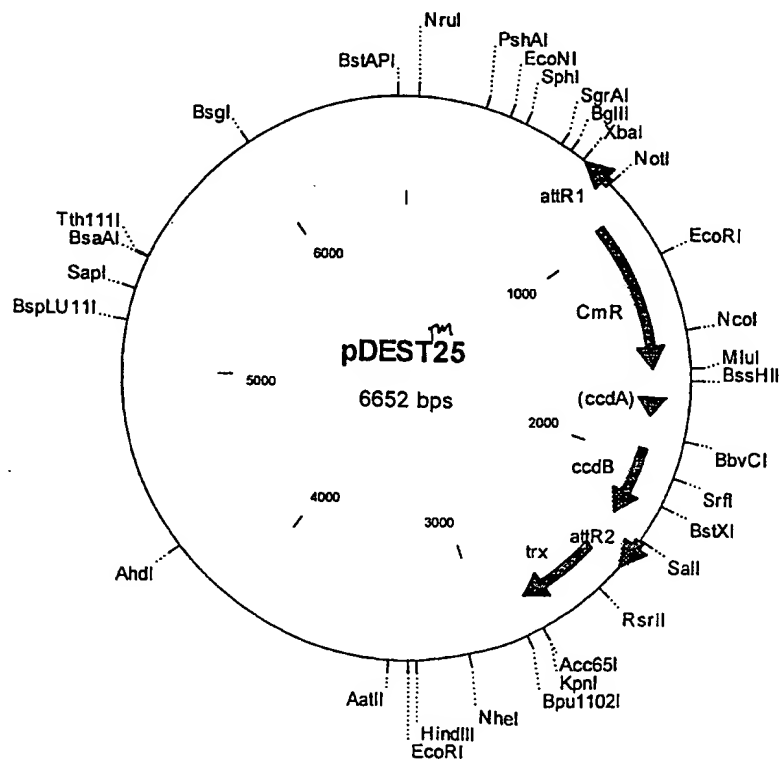 NruI
PshAI
EcoNI
SphI
SgrAI
BglII
XbaI
NotI
attR1
EcoRI
CmR
NcoI
MluI
BssHII
(ccdA)
BbvCI
ccdB
SrfI
BstXI
attR2
SalI
trx
RsrII
Acc65I
KpnI
Bpu1102I
NheI
HindIII
EcoRI
AatII
AhdI
BspLU11I
SapI
BsaAI
Tth111I
BsgI
BstAPI
1000
2000
3000
4000
5000
6000
pDEST™25
6652 bps